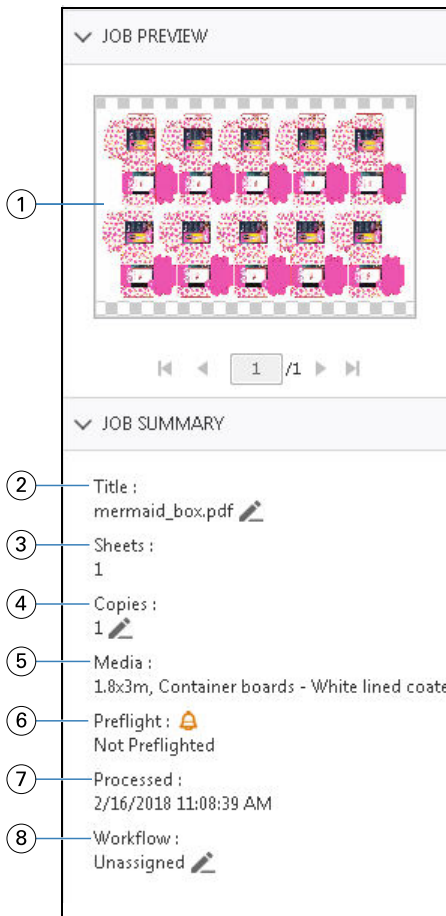 JOB PREVIEW
1
1 /1
JOB SUMMARY
2 Title :
mermaid_box.pdf
3 Sheets :
1
4 Copies :
1
5 Media :
1.8x3m, Container boards - White lined coate
6 Preflight :
Not Preflighted
7 Processed :
2/16/2018 11:08:39 AM
8 Workflow :
Unassigned